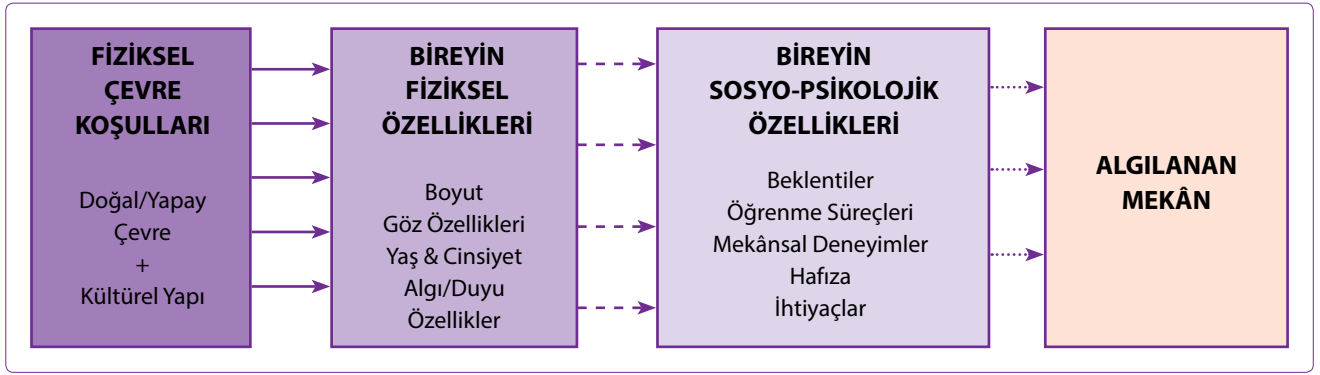 FİZİKSEL
ÇEVRE
KOŞULLARI
Doğal/Yapay
Çevre
+
Kültürel Yapı
BİREYİN
FİZİKSEL
ÖZELLİKLERİ
Boyut
Göz Özellikleri
Yaş & Cinsiyet
Algı/Duyu
Özellikler
BİREYİN
SOSYO-PSİKOLOJİK
ÖZELLİKLERİ
Beklentiler
Öğrenme Süreçleri
Mekânsal Deneyimler
Hafıza
İhtiyaçlar
ALGILANAN
MEKÂN